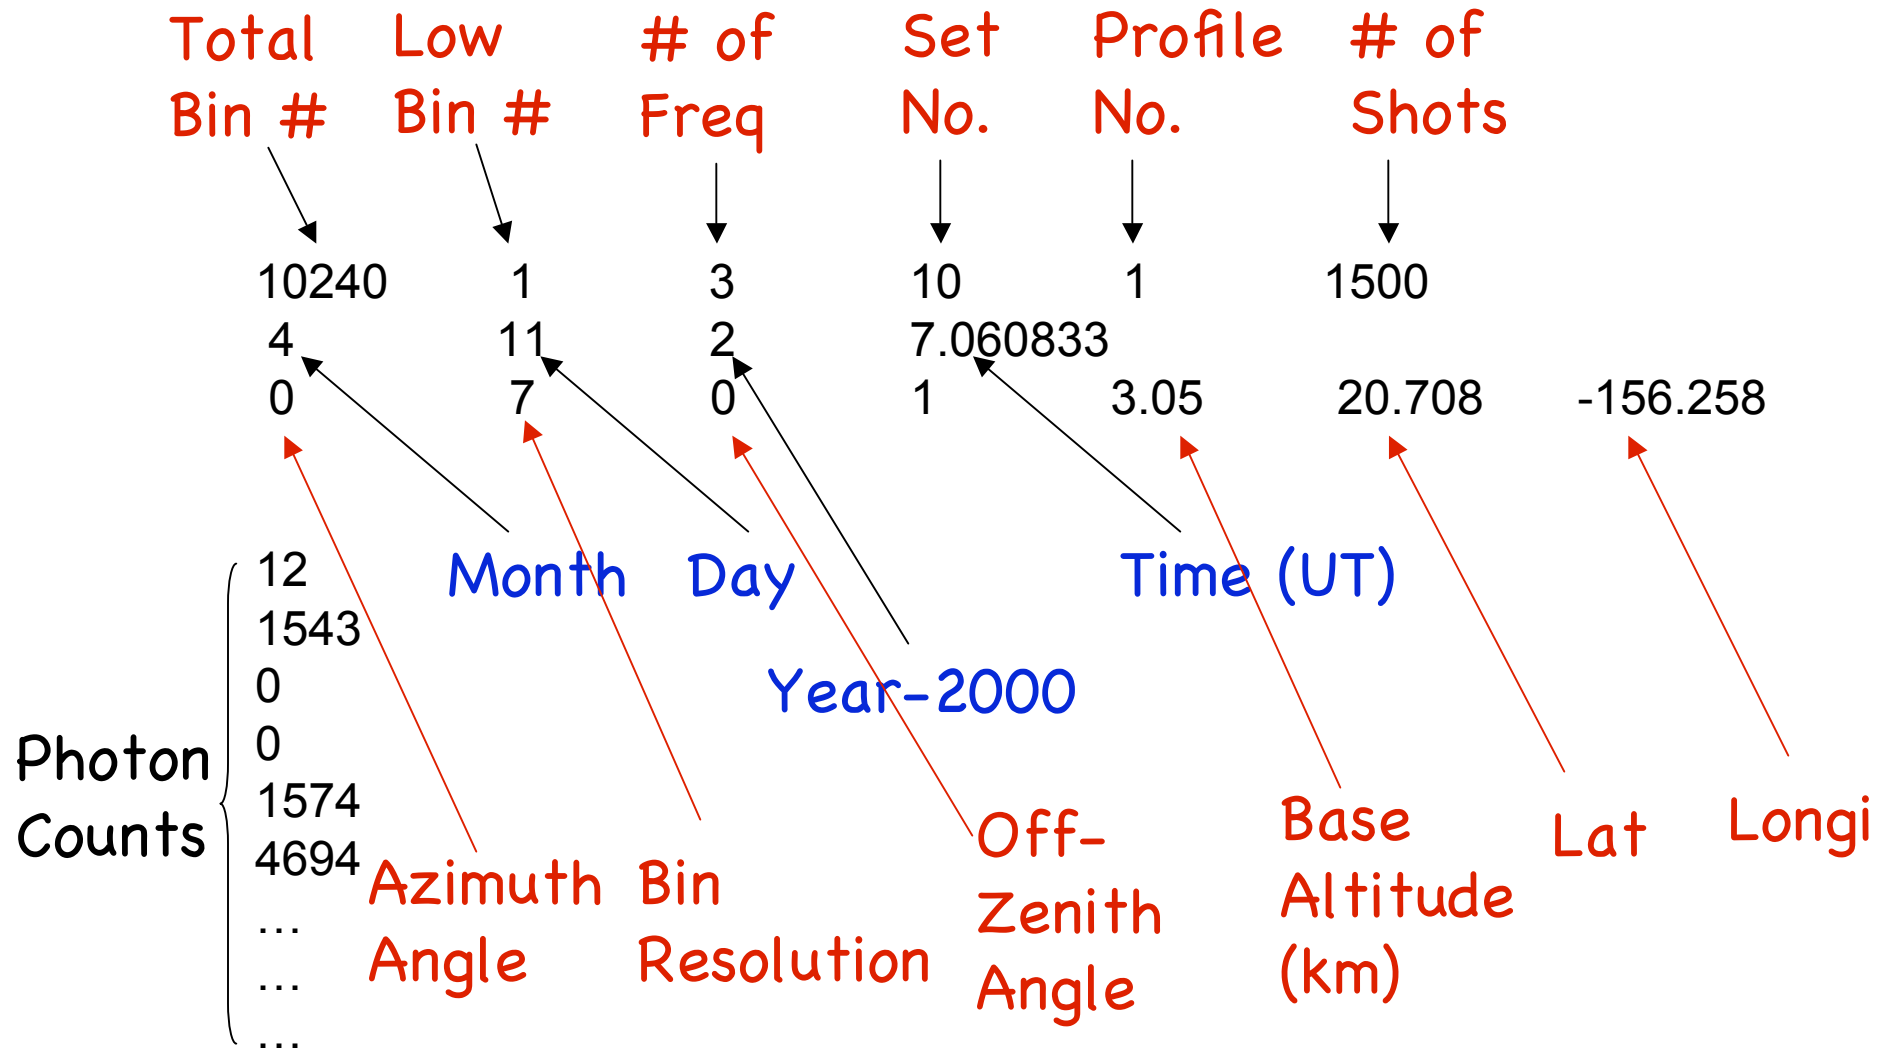 Total Low # of Set Profile # of
Bin # Bin # Freq No. No. Shots
10240 1 3 10 1 1500
4 11 2 7.060833
0 7 0 1 3.05 20.708 -156.258
12
Month Day Time (UT)
1543
0
Year-2000
0
Photon
Counts
1574
4694
...
...
...
Azimuth
Angle
Bin
Resolution
Off-
Zenith
Angle
Base
Altitude
(km)
Lat
Longi